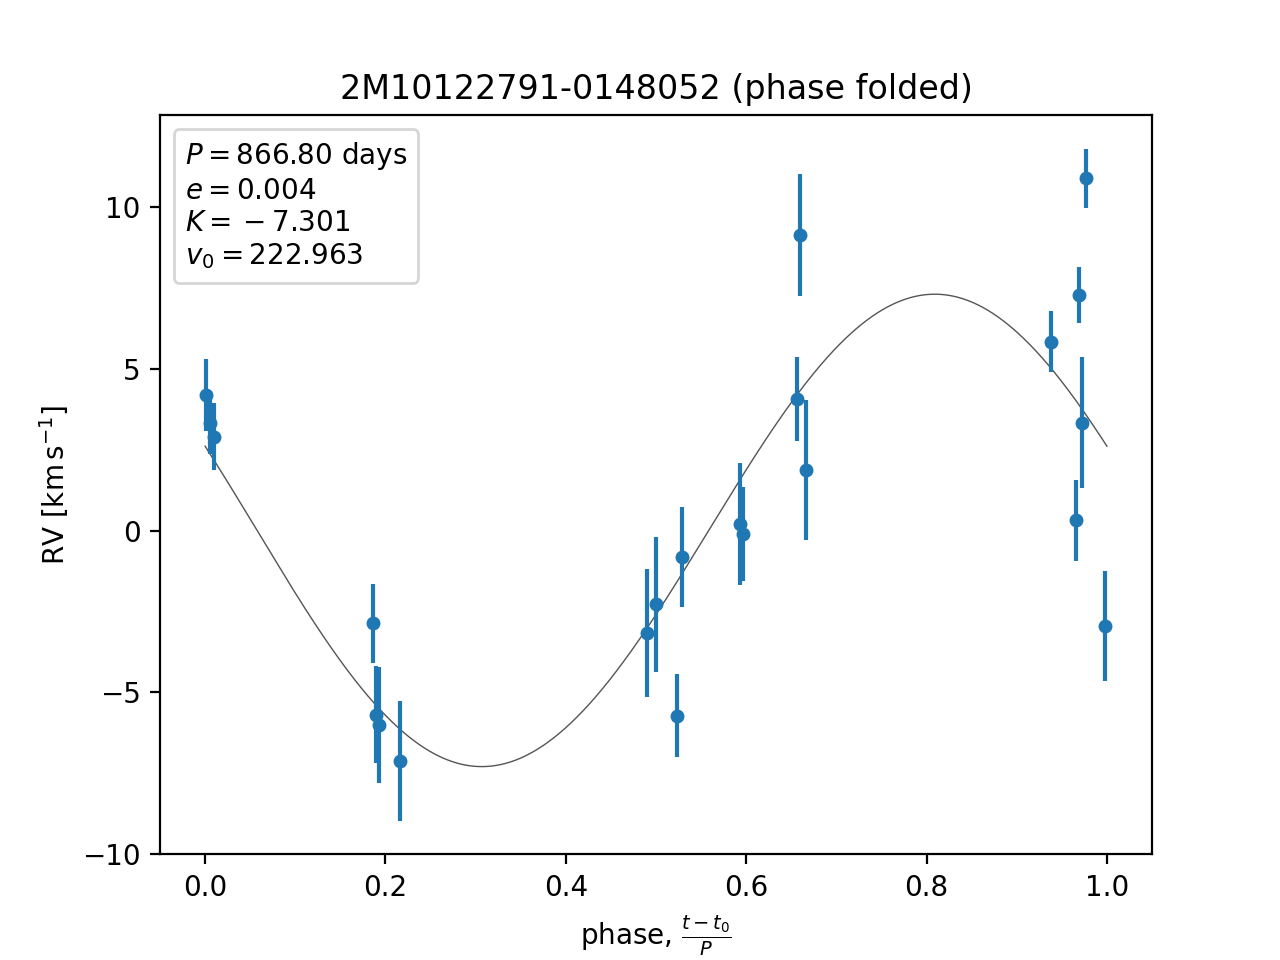 2M10122791-0148052 (phase folded)
P = 866.80 days
e = 0.004
K = −7.301
v₀ = 222.963
10
5
0
−5
−10
RV [km s⁻¹]
0.0 0.2 0.4 0.6 0.8 1.0
phase, (t − t₀)/P